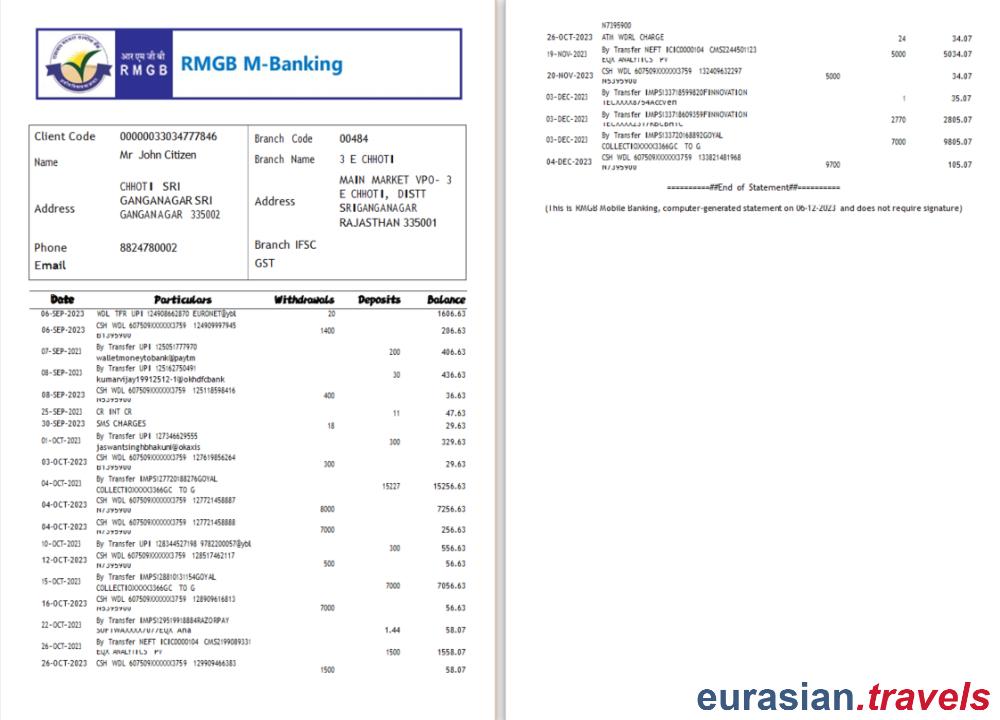 आर एम जी बी
RMGB
RMGB M-Banking
Client Code 00000033034777846
Name Mr John Citizen
Address CHHOTI SRI
GANGANAGAR SRI
GANGANAGAR 335002
Phone 8824780002
Email
Branch Code 00484
Branch Name 3 E CHHOTI
Address MAIN MARKET VPO- 3
E CHHOTI, DISTT
SRIGANGANAGAR
RAJASTHAN 335001
Branch IFSC
GST
Date Particulars Withdrawals Deposits Balance
06-SEP-2023 WDL TFR UPI 124908662870 EURONET@ybl 20 1606.63
06-SEP-2023 CSH WDL 607509XXXXXX3759 124909997945 1400 206.63
B1395900
07-SEP-2023 By Transfer UPI 125051777970 200 406.63
walletmoneytobank@paytm
08-SEP-2023 By Transfer UPI 125162750491 30 436.63
kumarvijay19912512-1@okhdfcbank
08-SEP-2023 CSH WDL 607509XXXXXX3759 125118598416 400 36.63
N5395900
25-SEP-2023 CR INT CR 11 47.63
30-SEP-2023 SMS CHARGES 18 29.63
01-OCT-2023 By Transfer UPI 127346629555 300 329.63
jaswantsinghbhakuni@okaxis
03-OCT-2023 CSH WDL 607509XXXXXX3759 127619856264 300 29.63
B1395900
04-OCT-2023 By Transfer IMPS127720188276GOYAL 15227 15256.63
COLLECTIOXXXX3366GC TO G
04-OCT-2023 CSH WDL 607509XXXXXX3759 127721458887 8000 7256.63
N7395900
04-OCT-2023 CSH WDL 607509XXXXXX3759 127721458888 7000 256.63
N7395900
10-OCT-2023 By Transfer UPI 128344527198 9782200057@ybl 300 556.63
12-OCT-2023 CSH WDL 607509XXXXXX3759 128517462117 500 56.63
N7395900
15-OCT-2023 By Transfer IMPS128810131154GOYAL 7000 7056.63
COLLECTIOXXXX3366GC TO G
16-OCT-2023 CSH WDL 607509XXXXXX3759 128909616813 7000 56.63
N5395900
22-OCT-2023 By Transfer IMPS129519918884RAZORPAY 1.44 58.07
SOFTWAXXXX7077EQX Ana
26-OCT-2023 By Transfer NEFT ICIC0000104 CMS2199089331 1500 1558.07
EQX ANALYTICS PV
26-OCT-2023 CSH WDL 607509XXXXXX3759 129909466383 1500 58.07
N7395900
26-OCT-2023 ATM WDRL CHARGE 24 34.07
19-NOV-2023 By Transfer NEFT ICIC0000104 CMS2244501123 5000 5034.07
EQX ANALYTICS PV
20-NOV-2023 CSH WDL 607509XXXXXX3759 132409632297 5000 34.07
N5395900
03-DEC-2023 By Transfer IMPS133718599820FINNOVATION 1 35.07
03-DEC-2023 By Transfer IMPS133718609359FINNOVATION 2770 2805.07
03-DEC-2023 By Transfer IMPS133720168892GOYAL 7000 9805.07
COLLECTIOXXXX3366GC TO G
04-DEC-2023 CSH WDL 607509XXXXXX3759 133821481968 9700 105.07
N7395900
==========##End of Statement##==========
(This is RMGB Mobile Banking, computer-generated statement on 06-12-2023 and does not require signature)
eurasian.travels